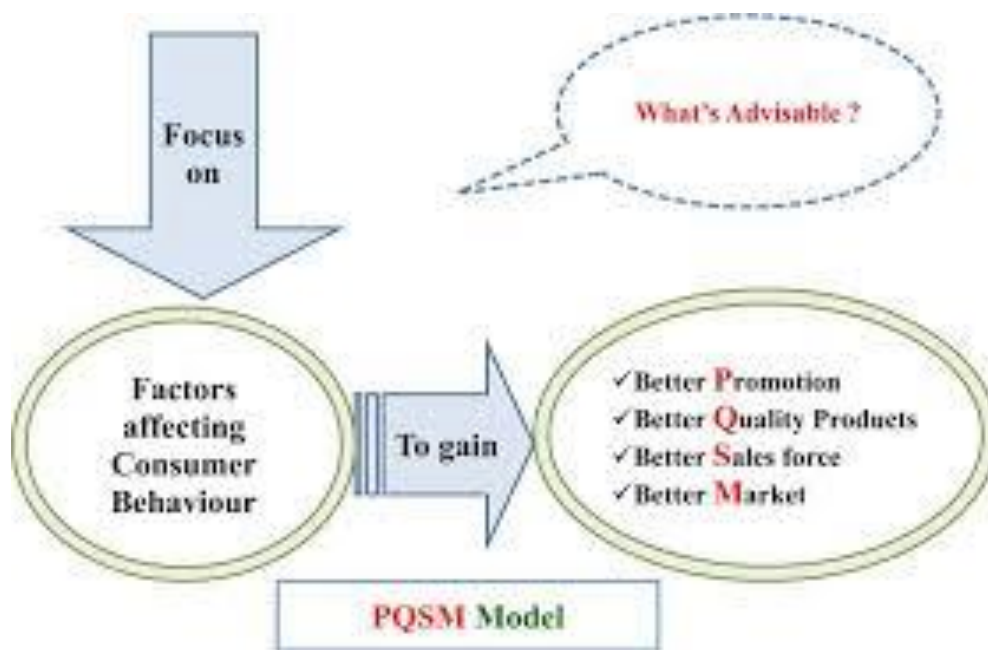 Focus
on
What's Advisable ?
Factors
affecting
Consumer
Behaviour
To gain
✓Better Promotion
✓Better Quality Products
✓Better Sales force
✓Better Market
PQSM Model